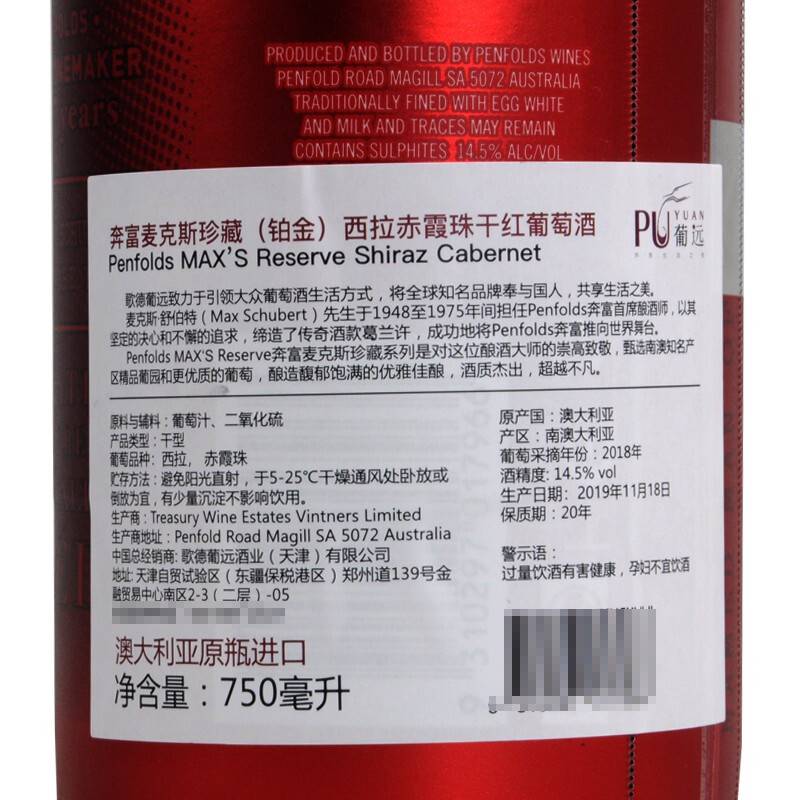 EMAKER
years
PRODUCED AND BOTTLED BY PENFOLDS WINES
PENFOLD ROAD MAGILL SA 5072 AUSTRALIA
TRADITIONALLY FINED WITH EGG WHITE
AND MILK AND TRACES MAY REMAIN
CONTAINS SULPHITES 14.5% ALC/VOL
奔富麦克斯珍藏（铂金）西拉赤霞珠干红葡萄酒
Penfolds MAX'S Reserve Shiraz Cabernet
PU YUAN 葡远
歌德葡远致力于引领大众葡萄酒生活方式，将全球知名品牌奉与国人，共享生活之美。
麦克斯·舒伯特（Max Schubert）先生于1948至1975年间担任Penfolds奔富首席酿酒师，以其
坚定的决心和不懈的追求，缔造了传奇酒款葛兰许，成功地将Penfolds奔富推向世界舞台。
Penfolds MAX'S Reserve奔富麦克斯珍藏系列是对这位酿酒大师的崇高致敬，甄选南澳知名产
区精品葡园和更优质的葡萄，酿造馥郁饱满的优雅佳酿，酒质杰出，超越不凡。
原料与辅料：葡萄汁、二氧化硫
产品类型：干型
葡萄品种：西拉，赤霞珠
贮存方法：避免阳光直射，于5-25℃干燥通风处卧放或
倒放为宜，有少量沉淀不影响饮用。
生产商：Treasury Wine Estates Vintners Limited
生产商地址：Penfold Road Magill SA 5072 Australia
中国总经销商：歌德葡远酒业（天津）有限公司
地址：天津自贸试验区（东疆保税港区）郑州道139号金
融贸易中心南区2-3（二层）-05
原产国：澳大利亚
产区：南澳大利亚
葡萄采摘年份：2018年
酒精度：14.5% vol
生产日期：2019年11月18日
保质期：20年
警示语：
过量饮酒有害健康，孕妇不宜饮酒
澳大利亚原瓶进口
净含量：750毫升